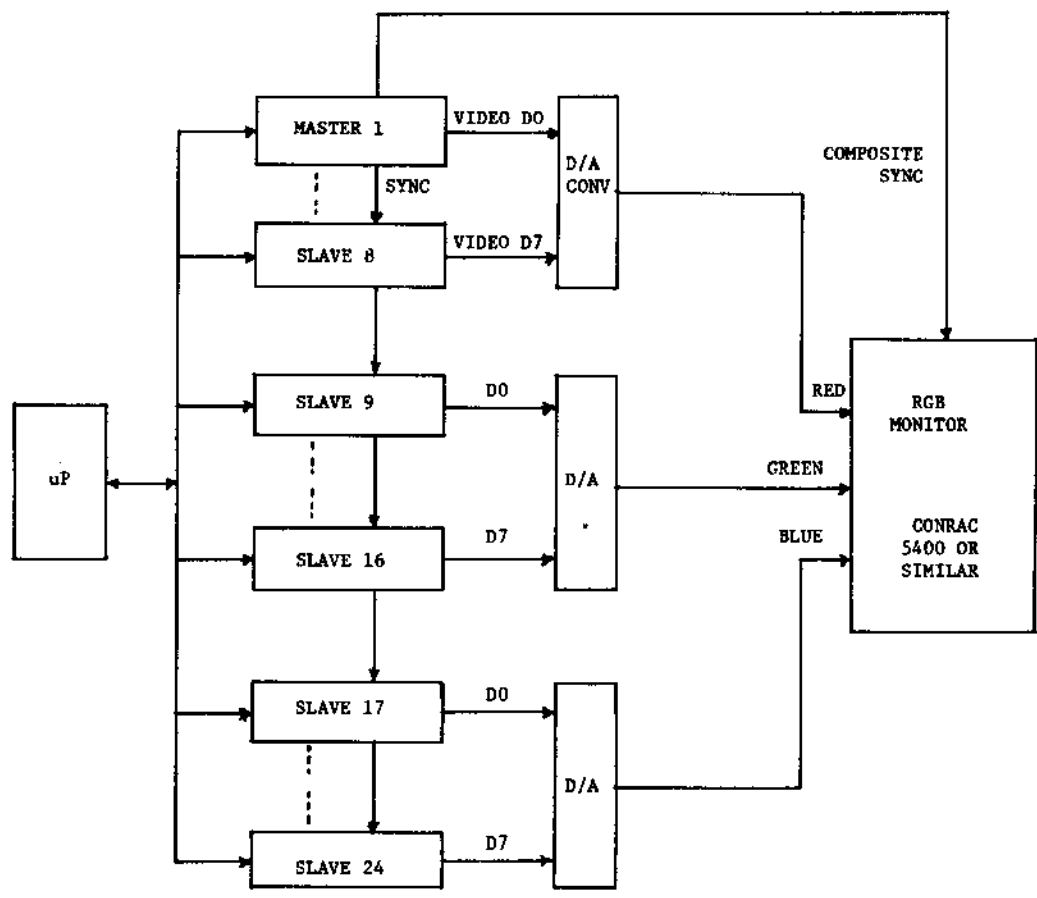 MASTER 1
VIDEO D0
D/A
CONV
COMPOSITE
SYNC
SYNC
SLAVE 8
VIDEO D7
SLAVE 9
D0
RED
RGB
MONITOR
uP
D/A
GREEN
BLUE
CONRAC
5400 OR
SIMILAR
SLAVE 16
D7
SLAVE 17
D0
D/A
SLAVE 24
D7